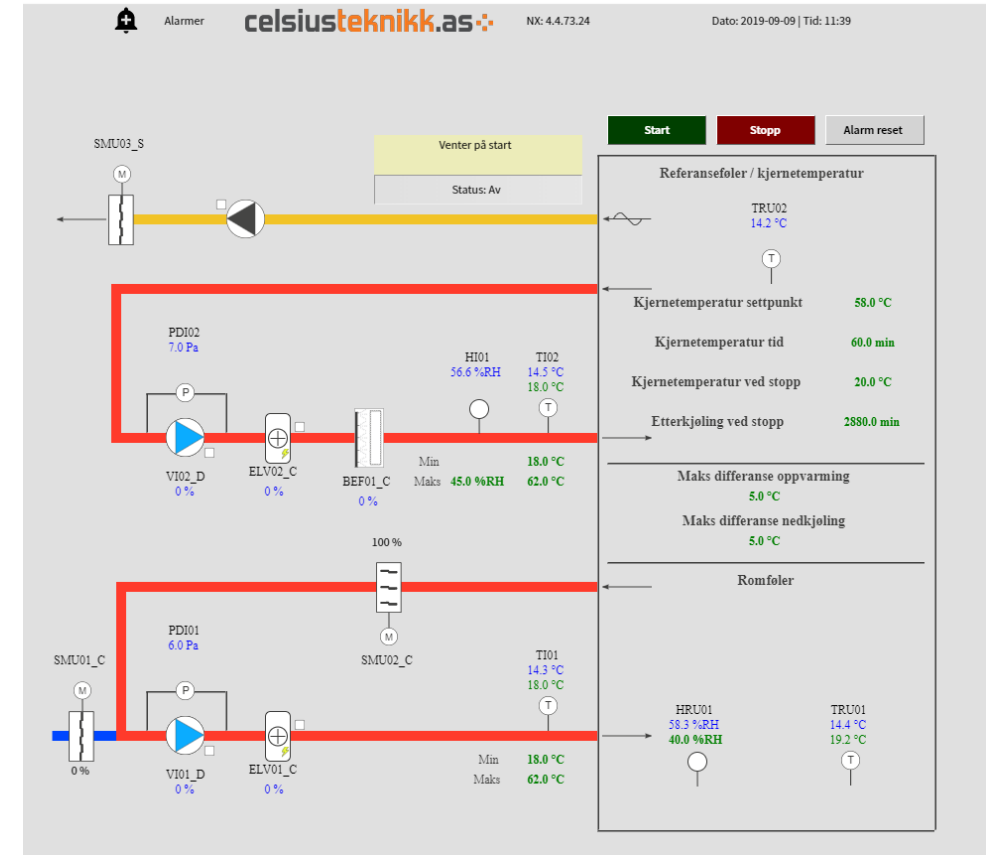 Alarmer
celsiusteknikk.as
NX: 4.4.73.24
Dato: 2019-09-09 | Tid: 11:39
Start
Stopp
Alarm reset
SMU03_S
M
Venter på start
Status: Av
Referanseføler / kjernetemperatur
TRU02
14.2 °C
T
Kjernetemperatur settpunkt
58.0 °C
Kjernetemperatur tid
60.0 min
Kjernetemperatur ved stopp
20.0 °C
Etterkjøling ved stopp
2880.0 min
Maks differanse oppvarming
5.0 °C
Maks differanse nedkjøling
5.0 °C
Romføler
PDI02
7.0 Pa
P
VI02_D
0 %
ELV02_C
0 %
BEF01_C
0 %
HI01
56.6 %RH
TI02
14.5 °C
18.0 °C
T
Min
18.0 °C
Maks
45.0 %RH
62.0 °C
100 %
M
SMU02_C
PDI01
6.0 Pa
P
SMU01_C
M
0 %
VI01_D
0 %
ELV01_C
0 %
TI01
14.3 °C
18.0 °C
T
Min
18.0 °C
Maks
62.0 °C
HRU01
58.3 %RH
40.0 %RH
TRU01
14.4 °C
19.2 °C
T